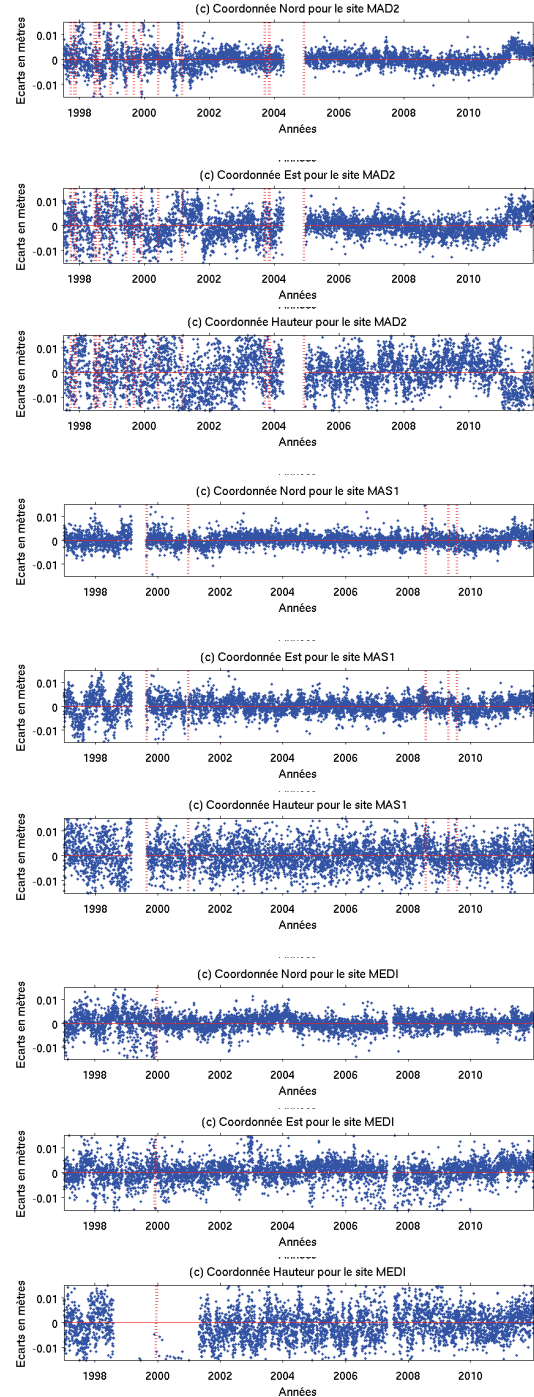 (c) Coordonnée Nord pour le site MAD2
Ecarts en mètres
0.01
0
-0.01
1998 2000 2002 2004 2006 2008 2010
Années
(c) Coordonnée Est pour le site MAD2
Ecarts en mètres
0.01
0
-0.01
1998 2000 2002 2004 2006 2008 2010
Années
(c) Coordonnée Hauteur pour le site MAD2
Ecarts en mètres
0.01
0
-0.01
1998 2000 2002 2004 2006 2008 2010
Années
(c) Coordonnée Nord pour le site MAS1
Ecarts en mètres
0.01
0
-0.01
1998 2000 2002 2004 2006 2008 2010
Années
(c) Coordonnée Est pour le site MAS1
Ecarts en mètres
0.01
0
-0.01
1998 2000 2002 2004 2006 2008 2010
Années
(c) Coordonnée Hauteur pour le site MAS1
Ecarts en mètres
0.01
0
-0.01
1998 2000 2002 2004 2006 2008 2010
Années
(c) Coordonnée Nord pour le site MEDI
Ecarts en mètres
0.01
0
-0.01
1998 2000 2002 2004 2006 2008 2010
Années
(c) Coordonnée Est pour le site MEDI
Ecarts en mètres
0.01
0
-0.01
1998 2000 2002 2004 2006 2008 2010
Années
(c) Coordonnée Hauteur pour le site MEDI
Ecarts en mètres
0.01
0
-0.01
1998 2000 2002 2004 2006 2008 2010
Années